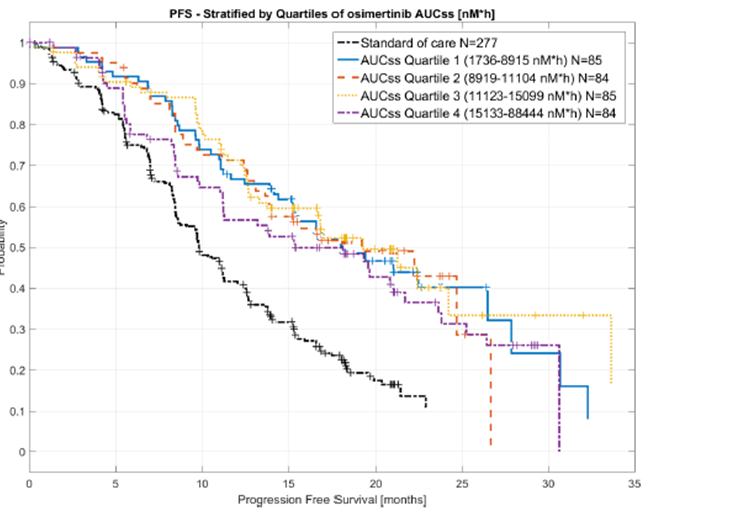 PFS - Stratified by Quartiles of osimertinib AUCss [nM*h]
Standard of care N=277
AUCss Quartile 1 (1736-8915 nM*h) N=85
AUCss Quartile 2 (8919-11104 nM*h) N=84
AUCss Quartile 3 (11123-15099 nM*h) N=85
AUCss Quartile 4 (15133-88444 nM*h) N=84
1
0.9
0.8
0.7
0.6
0.5
0.4
0.3
0.2
0.1
0
Probability
0 5 10 15 20 25 30 35
Progression Free Survival [months]